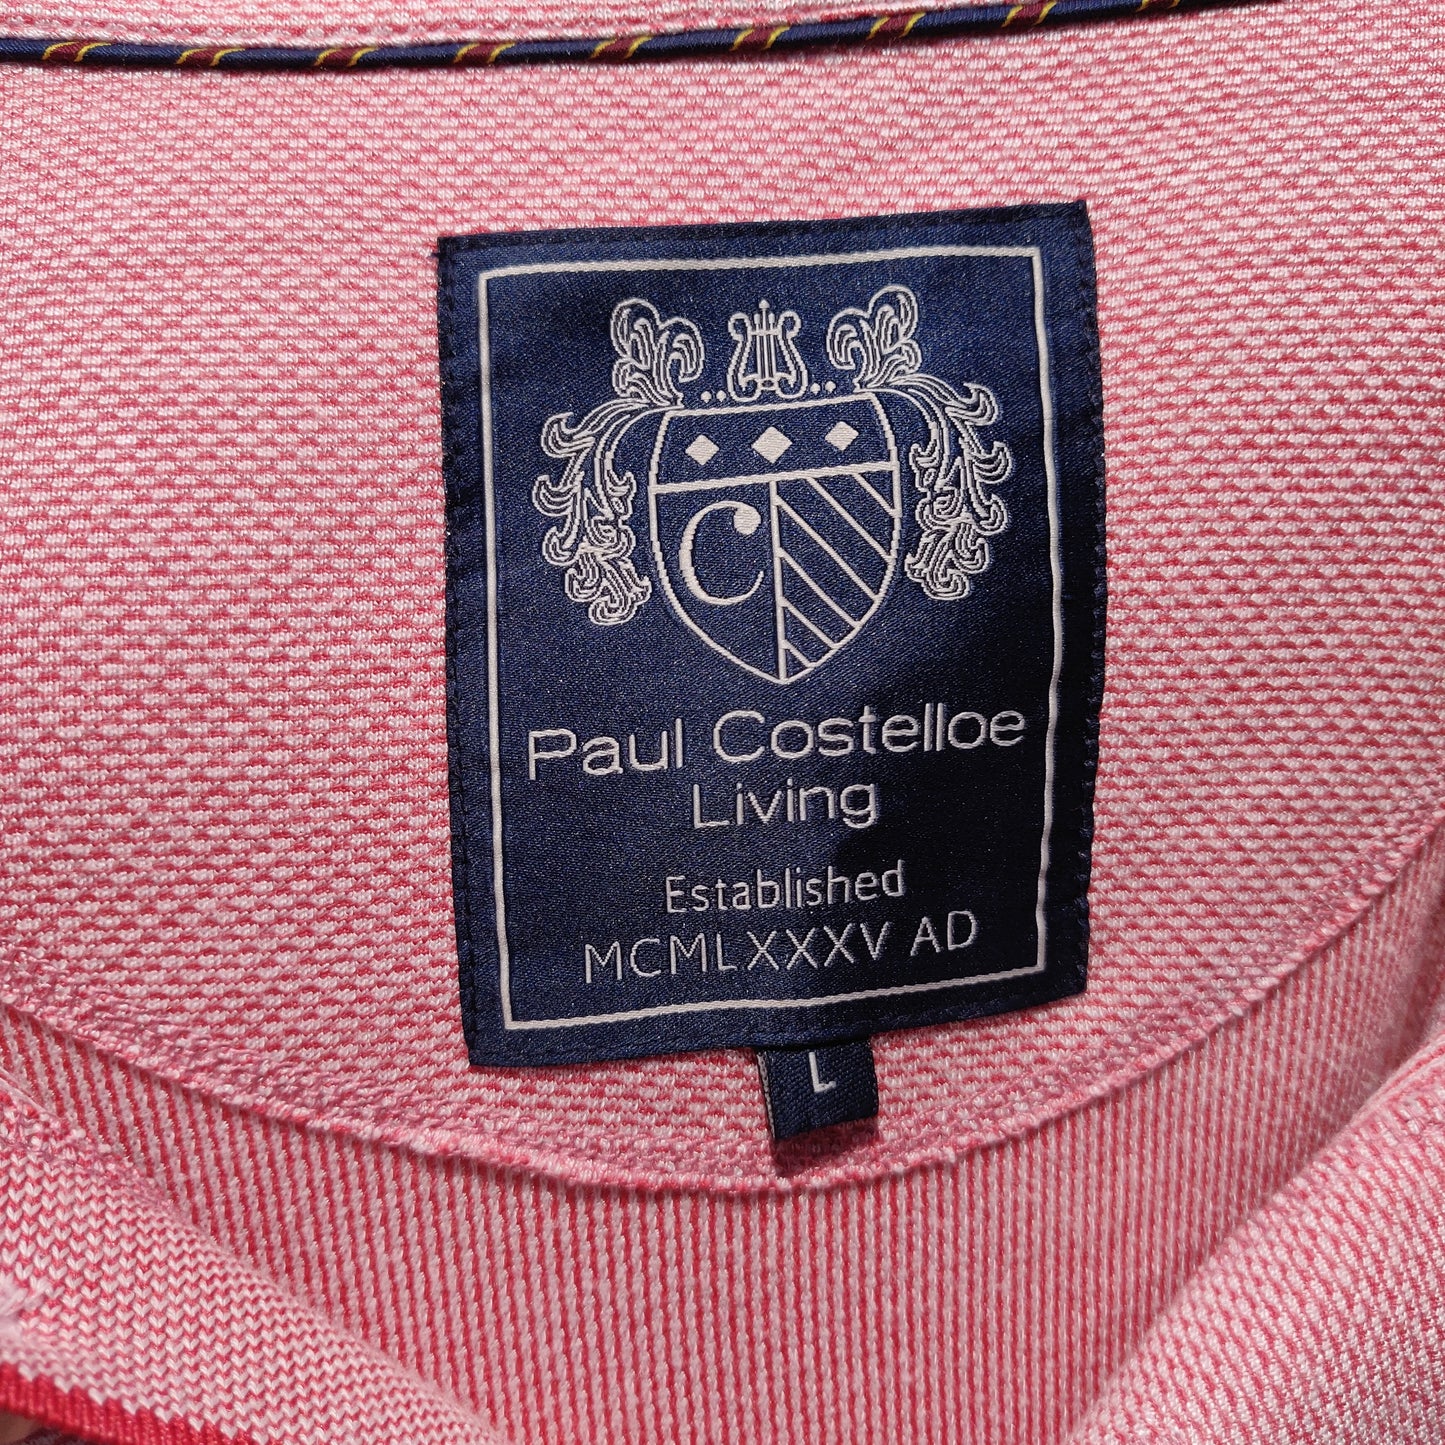 C
Paul Costelloe
Living
Established
MCMLXXXV AD
L